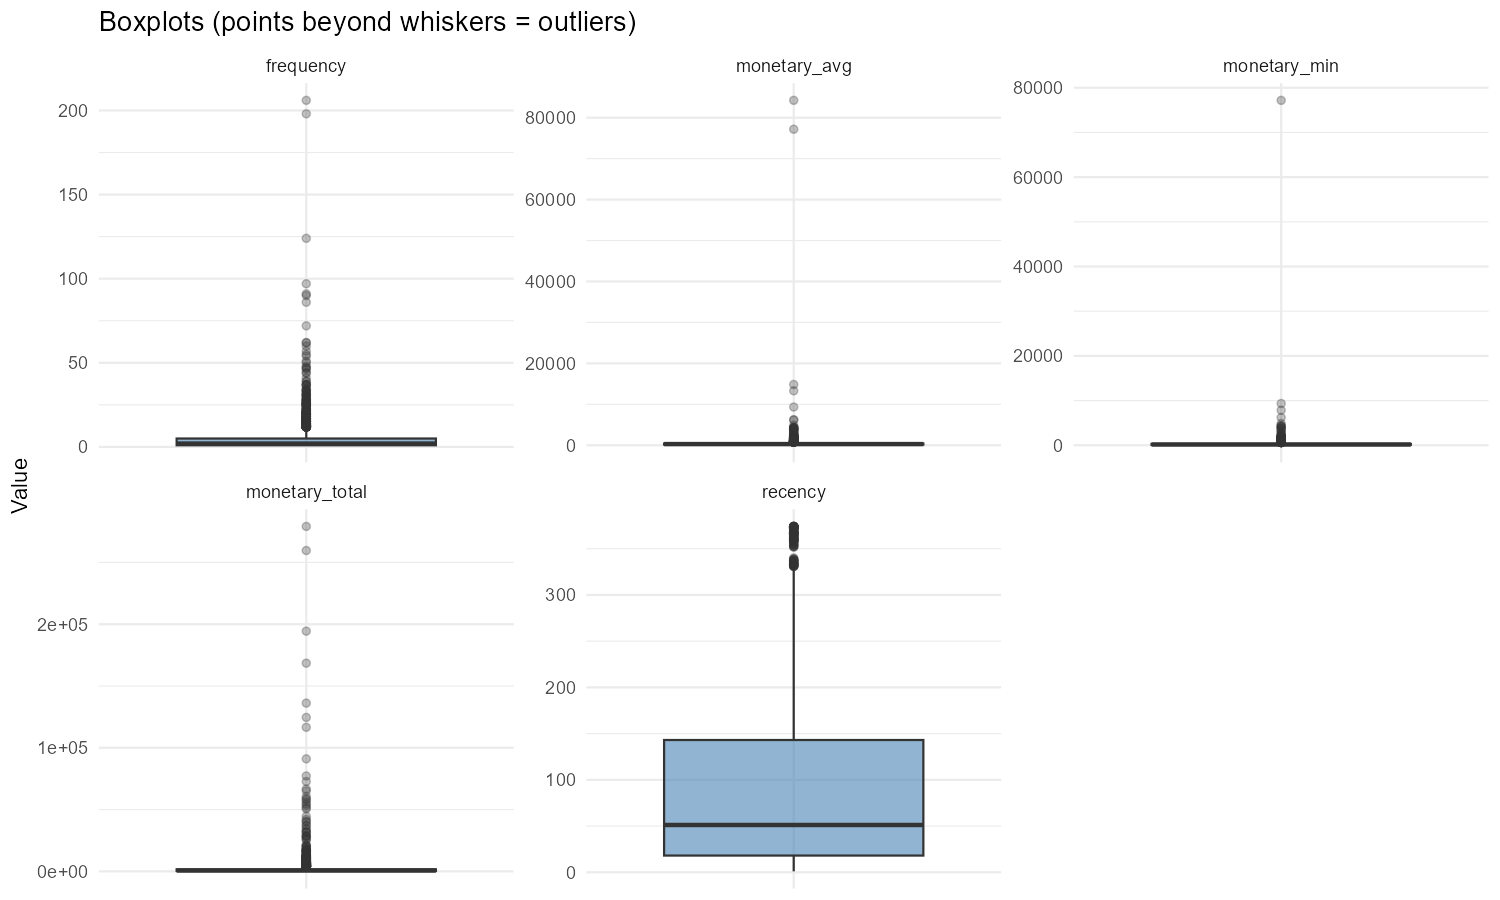 Boxplots (points beyond whiskers = outliers)
frequency
monetary_avg
monetary_min
200
150
100
50
0
80000
60000
40000
20000
0
80000
60000
40000
20000
0
Value
monetary_total
recency
2e+05
1e+05
0e+00
300
200
100
0